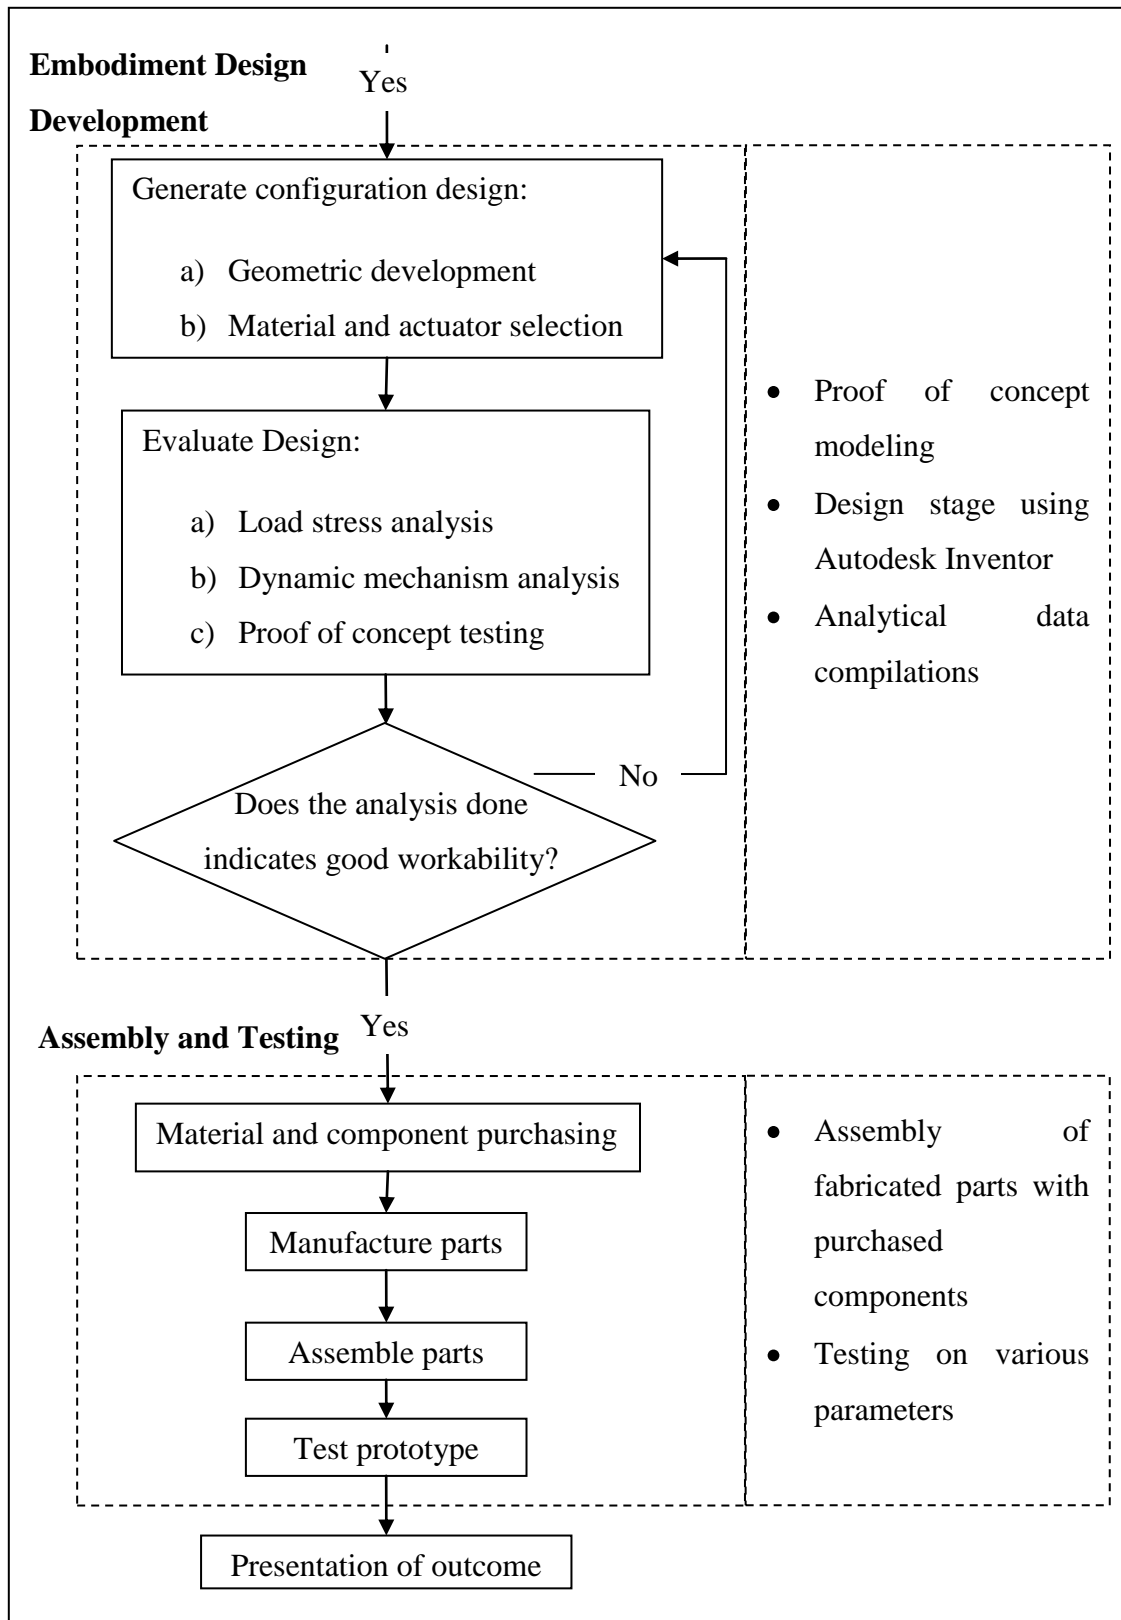 Embodiment Design
Development
Yes
Generate configuration design:
a) Geometric development
b) Material and actuator selection
Evaluate Design:
a) Load stress analysis
b) Dynamic mechanism analysis
c) Proof of concept testing
No
Does the analysis done
indicates good workability?
• Proof of concept
modeling
• Design stage using
Autodesk Inventor
• Analytical data
compilations
Yes
Assembly and Testing
Material and component purchasing
Manufacture parts
Assemble parts
Test prototype
• Assembly of
fabricated parts with
purchased
components
• Testing on various
parameters
Presentation of outcome